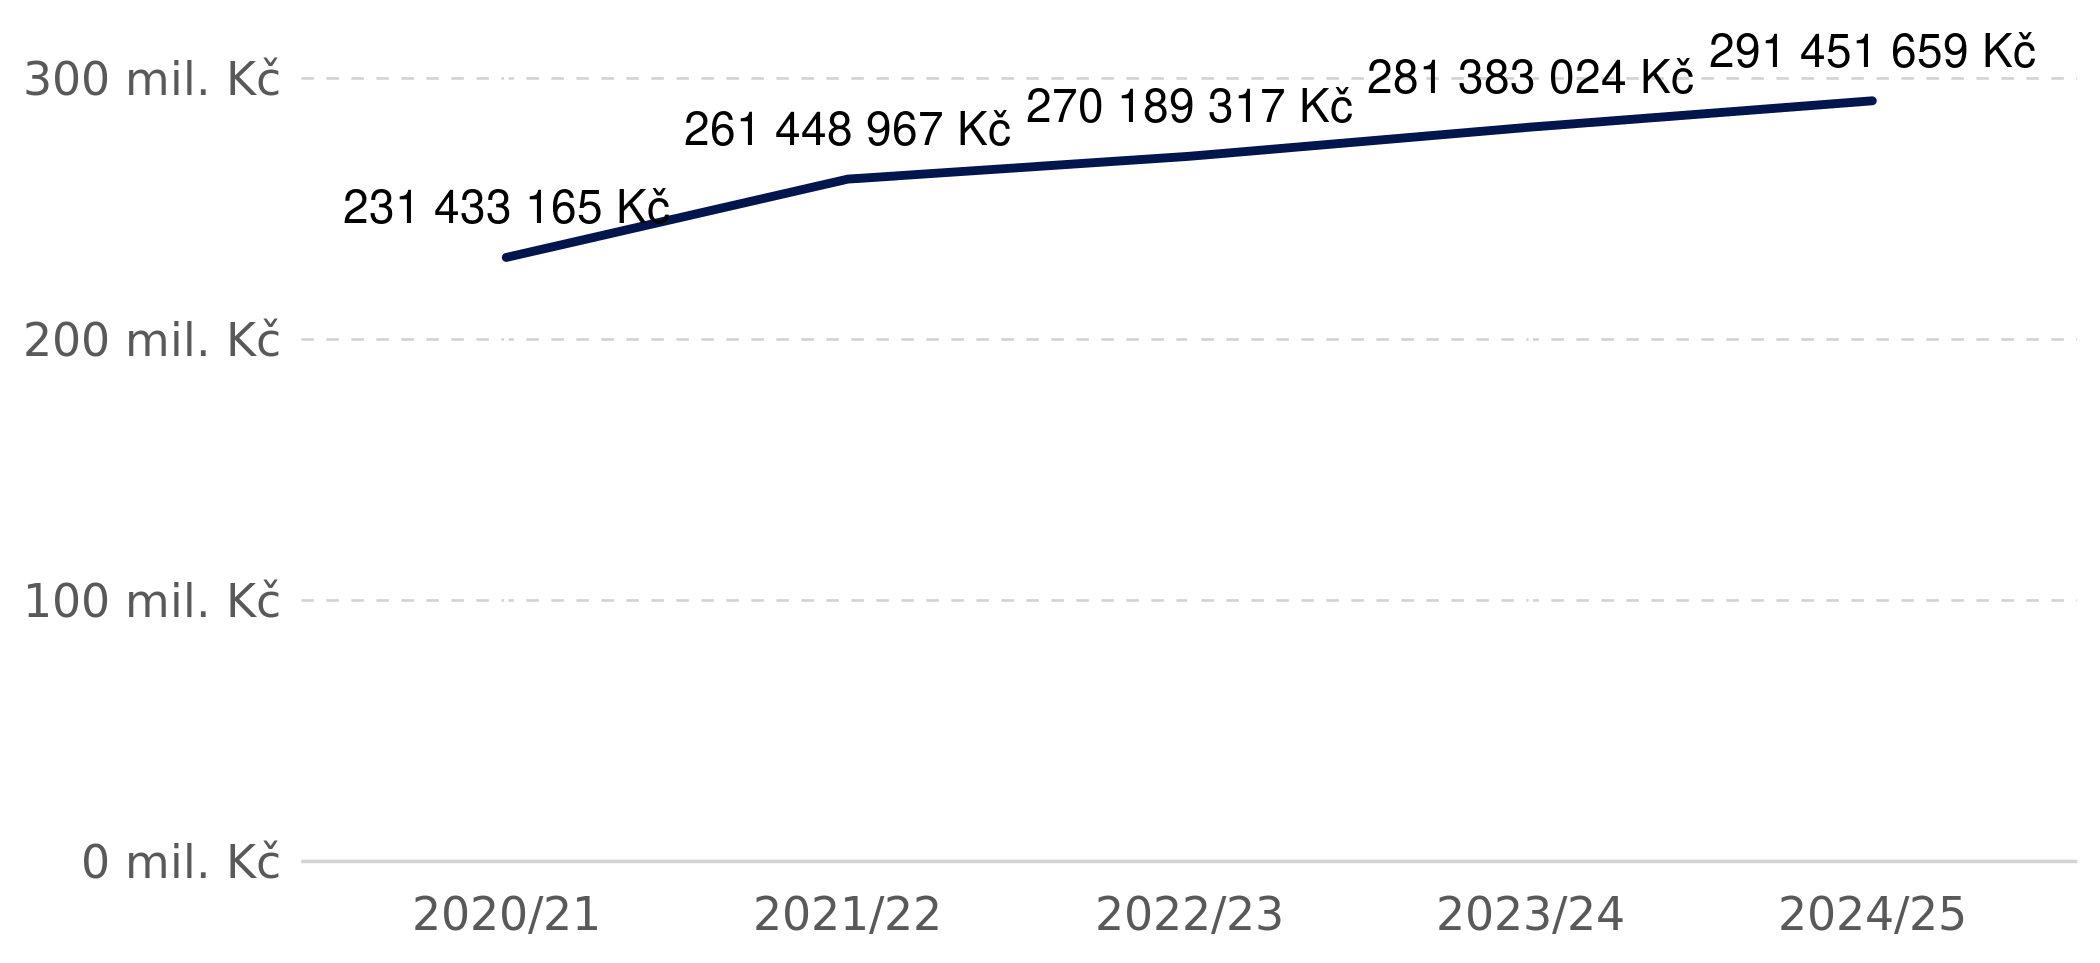 291 451 659 Kč
300 mil. Kč
281 383 024 Kč
270 189 317 Kč
261 448 967 Kč
231 433 165 Kč
200 mil. Kč
100 mil. Kč
0 mil. Kč
2020/21 2021/22 2022/23 2023/24 2024/25